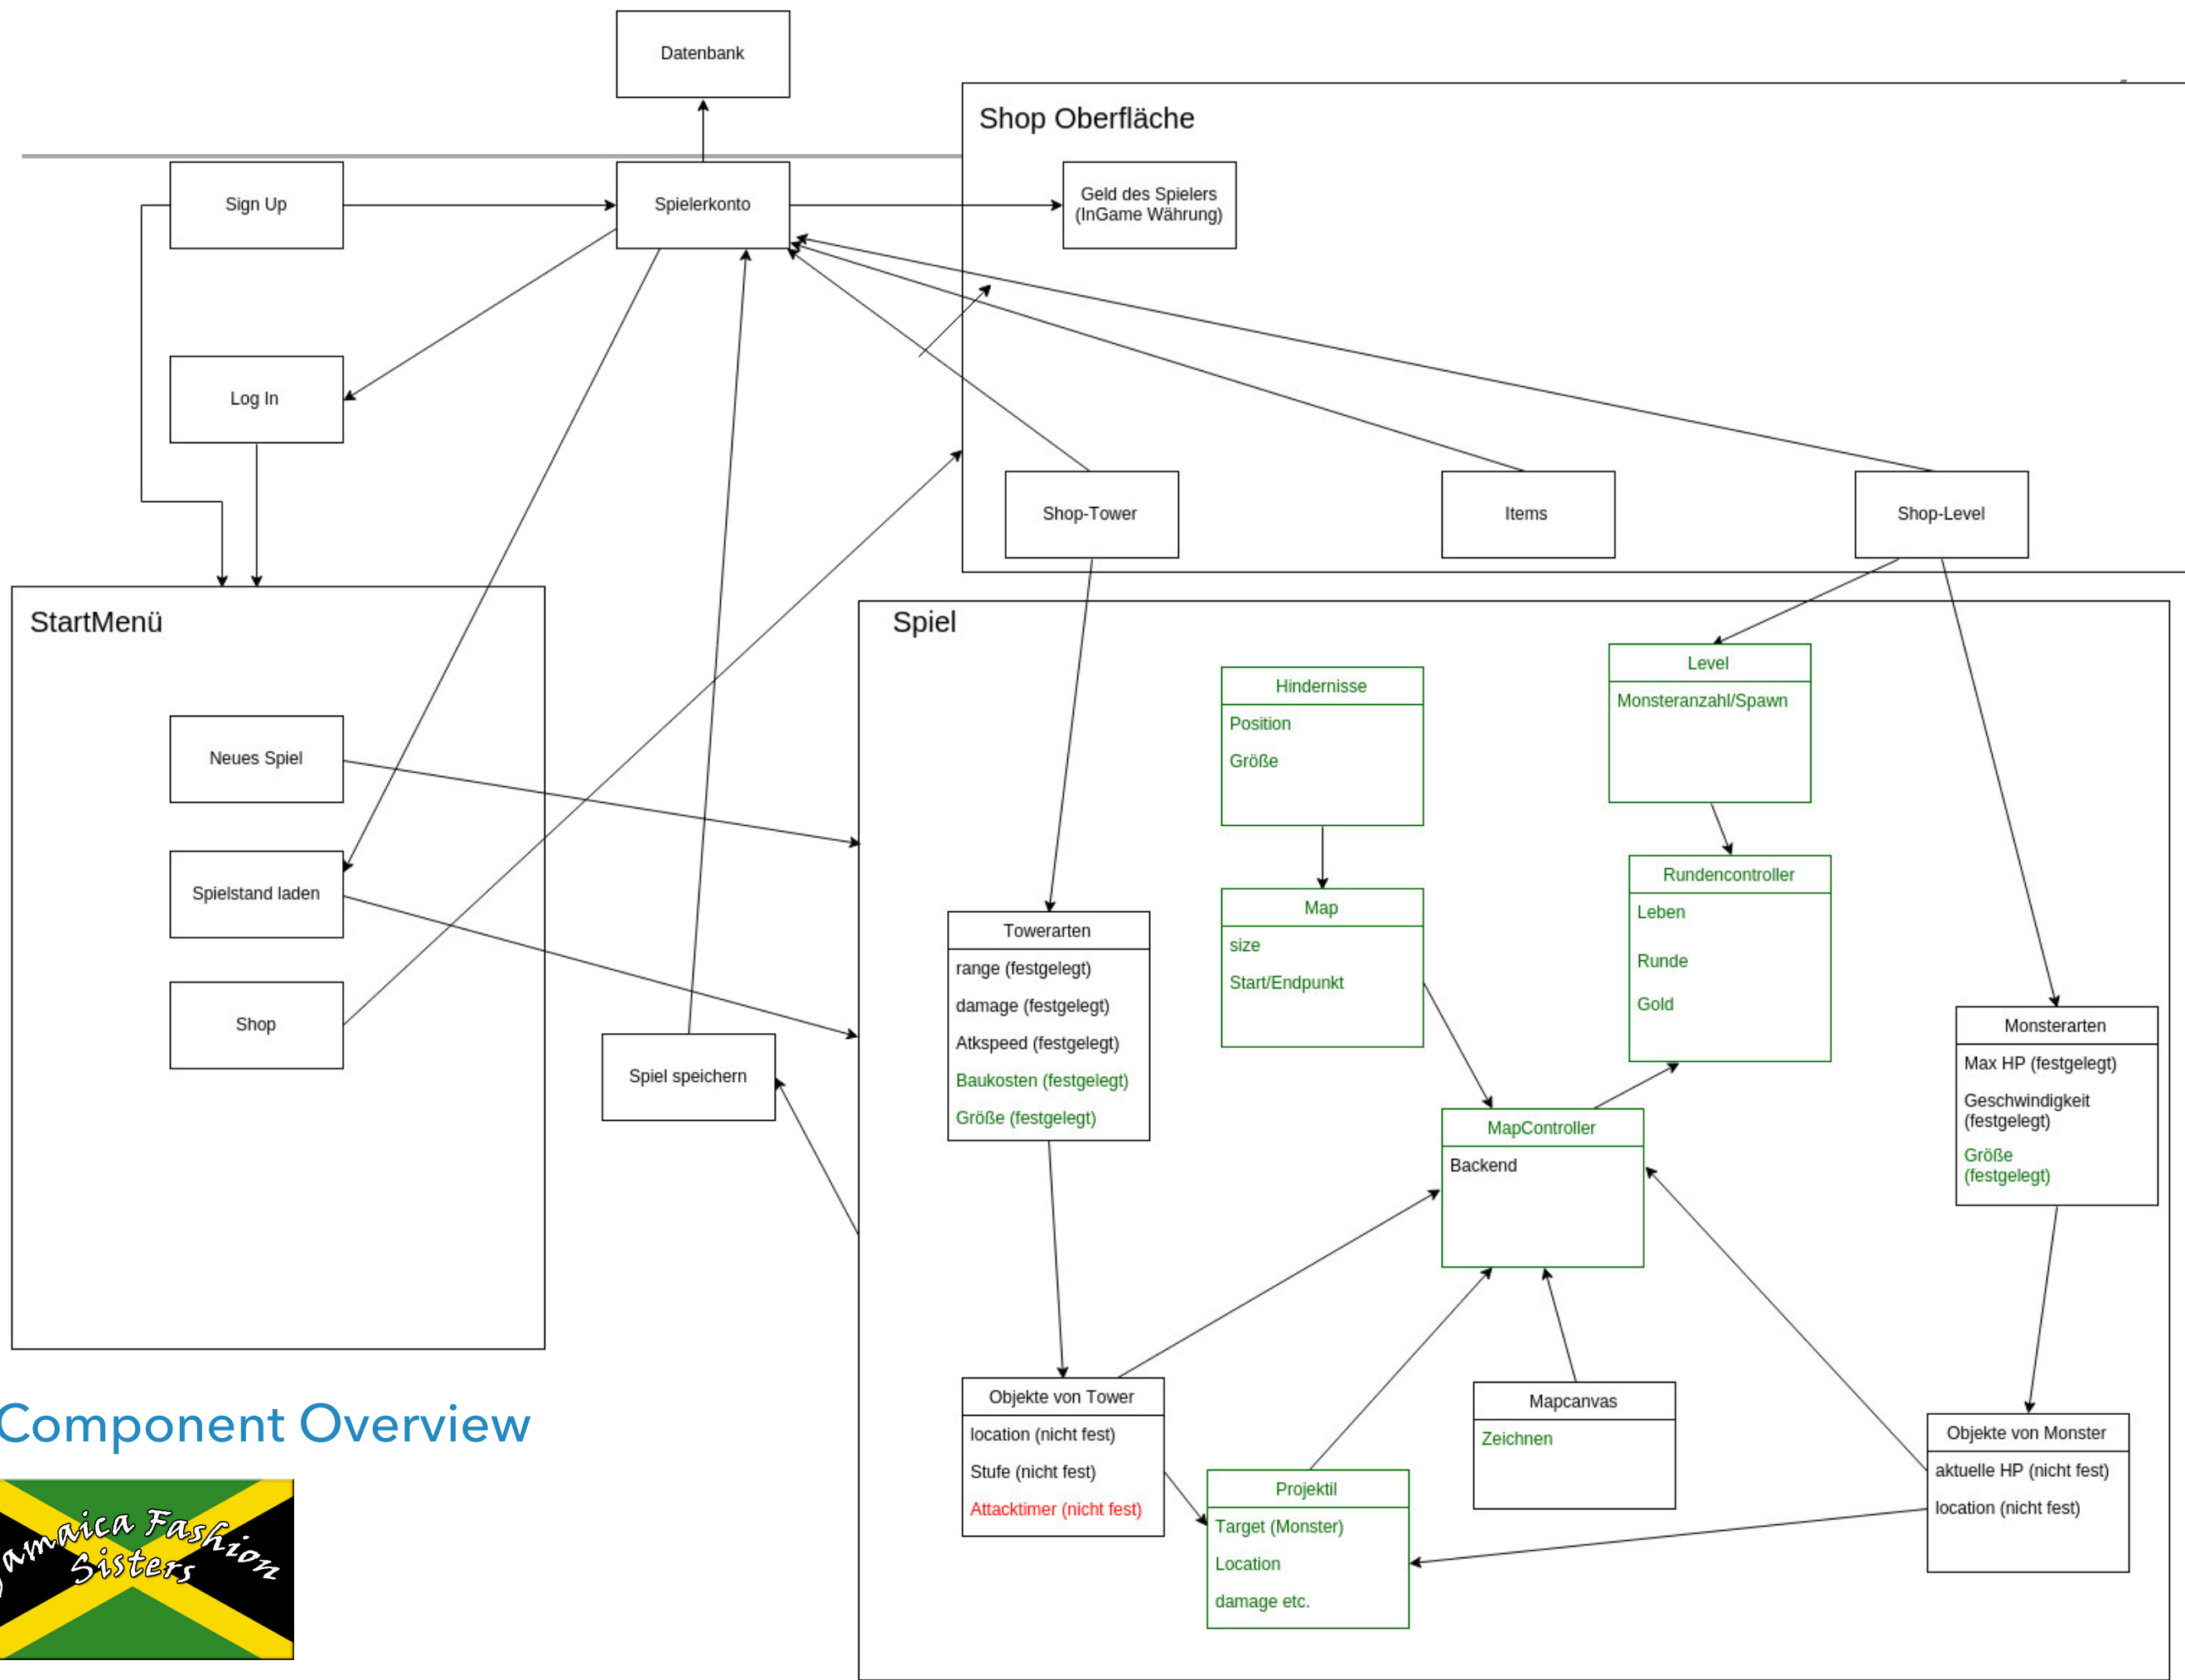 Datenbank
Shop Oberfläche
Sign Up
Spielerkonto
Geld des Spielers
(InGame Währung)
Log In
Shop-Tower
Items
Shop-Level
StartMenü
Neues Spiel
Spielstand laden
Shop
Spiel speichern
Spiel
Hindernisse
Position
Größe
Level
Monsteranzahl/Spawn
Map
size
Start/Endpunkt
Rundencontroller
Leben
Runde
Gold
Towerarten
range (festgelegt)
damage (festgelegt)
Atkspeed (festgelegt)
Baukosten (festgelegt)
Größe (festgelegt)
Monsterarten
Max HP (festgelegt)
Geschwindigkeit
(festgelegt)
Größe
(festgelegt)
MapController
Backend
Objekte von Tower
location (nicht fest)
Stufe (nicht fest)
Attacktimer (nicht fest)
Mapcanvas
Zeichnen
Objekte von Monster
aktuelle HP (nicht fest)
location (nicht fest)
Projektil
Target (Monster)
Location
damage etc.
Component Overview
Jamaica Fashion
Sisters